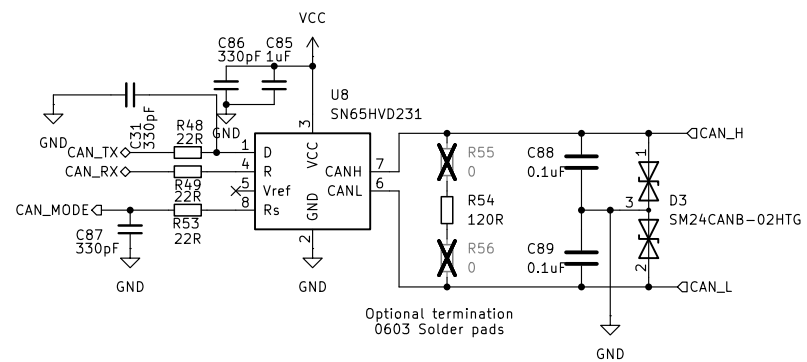 VCC
C86
330pF
C85
1uF
U8
SN65HVD231
GND
C31
330pF
GND
R48
22R
CAN_TX
CAN_RX
R49
22R
CAN_MODE
R53
22R
C87
330pF
GND
3
VCC
1
D
4
R
5
Vref
8
Rs
CANH
7
CANL
6
GND
2
GND
R55
0
R54
120R
R56
0
C88
0.1uF
C89
0.1uF
CAN_H
1
3
D3
SM24CANB-02HTG
2
CAN_L
GND
Optional termination
0603 Solder pads